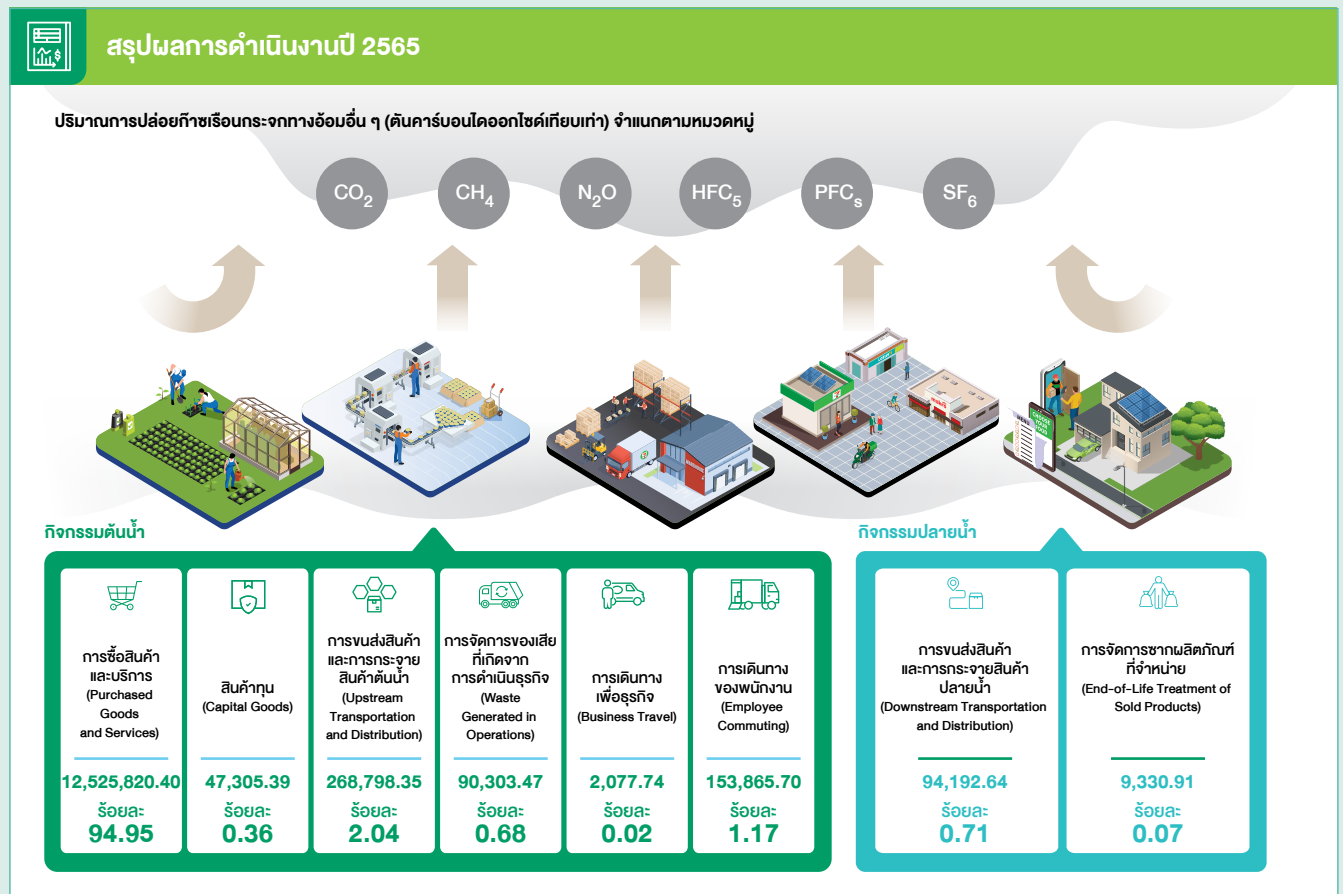 สรุปผลการดำเนินงานปี 2565
ปริมาณการปล่อยก๊าซเรือนกระจกทางอ้อมอื่น ๆ (ตันคาร์บอนไดออกไซด์เทียบเท่า) จำแนกตามหมวดหมู่
CO2
CH4
N2O
HFC5
PFCs
SF6
กิจกรรมต้นน้ำ
การซื้อสินค้า
และบริการ
(Purchased
Goods
and Services)
12,525,820.40
ร้อยละ
94.95
สินค้าทุน
(Capital Goods)
47,305.39
ร้อยละ
0.36
การขนส่งสินค้า
และการกระจาย
สินค้าต้นน้ำ
(Upstream
Transportation
and Distribution)
268,798.35
ร้อยละ
2.04
การจัดการของเสีย
ที่เกิดจาก
การดำเนินธุรกิจ
(Waste
Generated in
Operations)
90,303.47
ร้อยละ
0.68
การเดินทาง
เพื่อธุรกิจ
(Business Travel)
2,077.74
ร้อยละ
0.02
การเดินทาง
ของพนักงาน
(Employee
Commuting)
153,865.70
ร้อยละ
1.17
กิจกรรมปลายน้ำ
การขนส่งสินค้า
และการกระจายสินค้า
ปลายน้ำ
(Downstream Transportation
and Distribution)
94,192.64
ร้อยละ
0.71
การจัดการซากผลิตภัณฑ์
ที่จำหน่าย
(End-of-Life Treatment of
Sold Products)
9,330.91
ร้อยละ
0.07